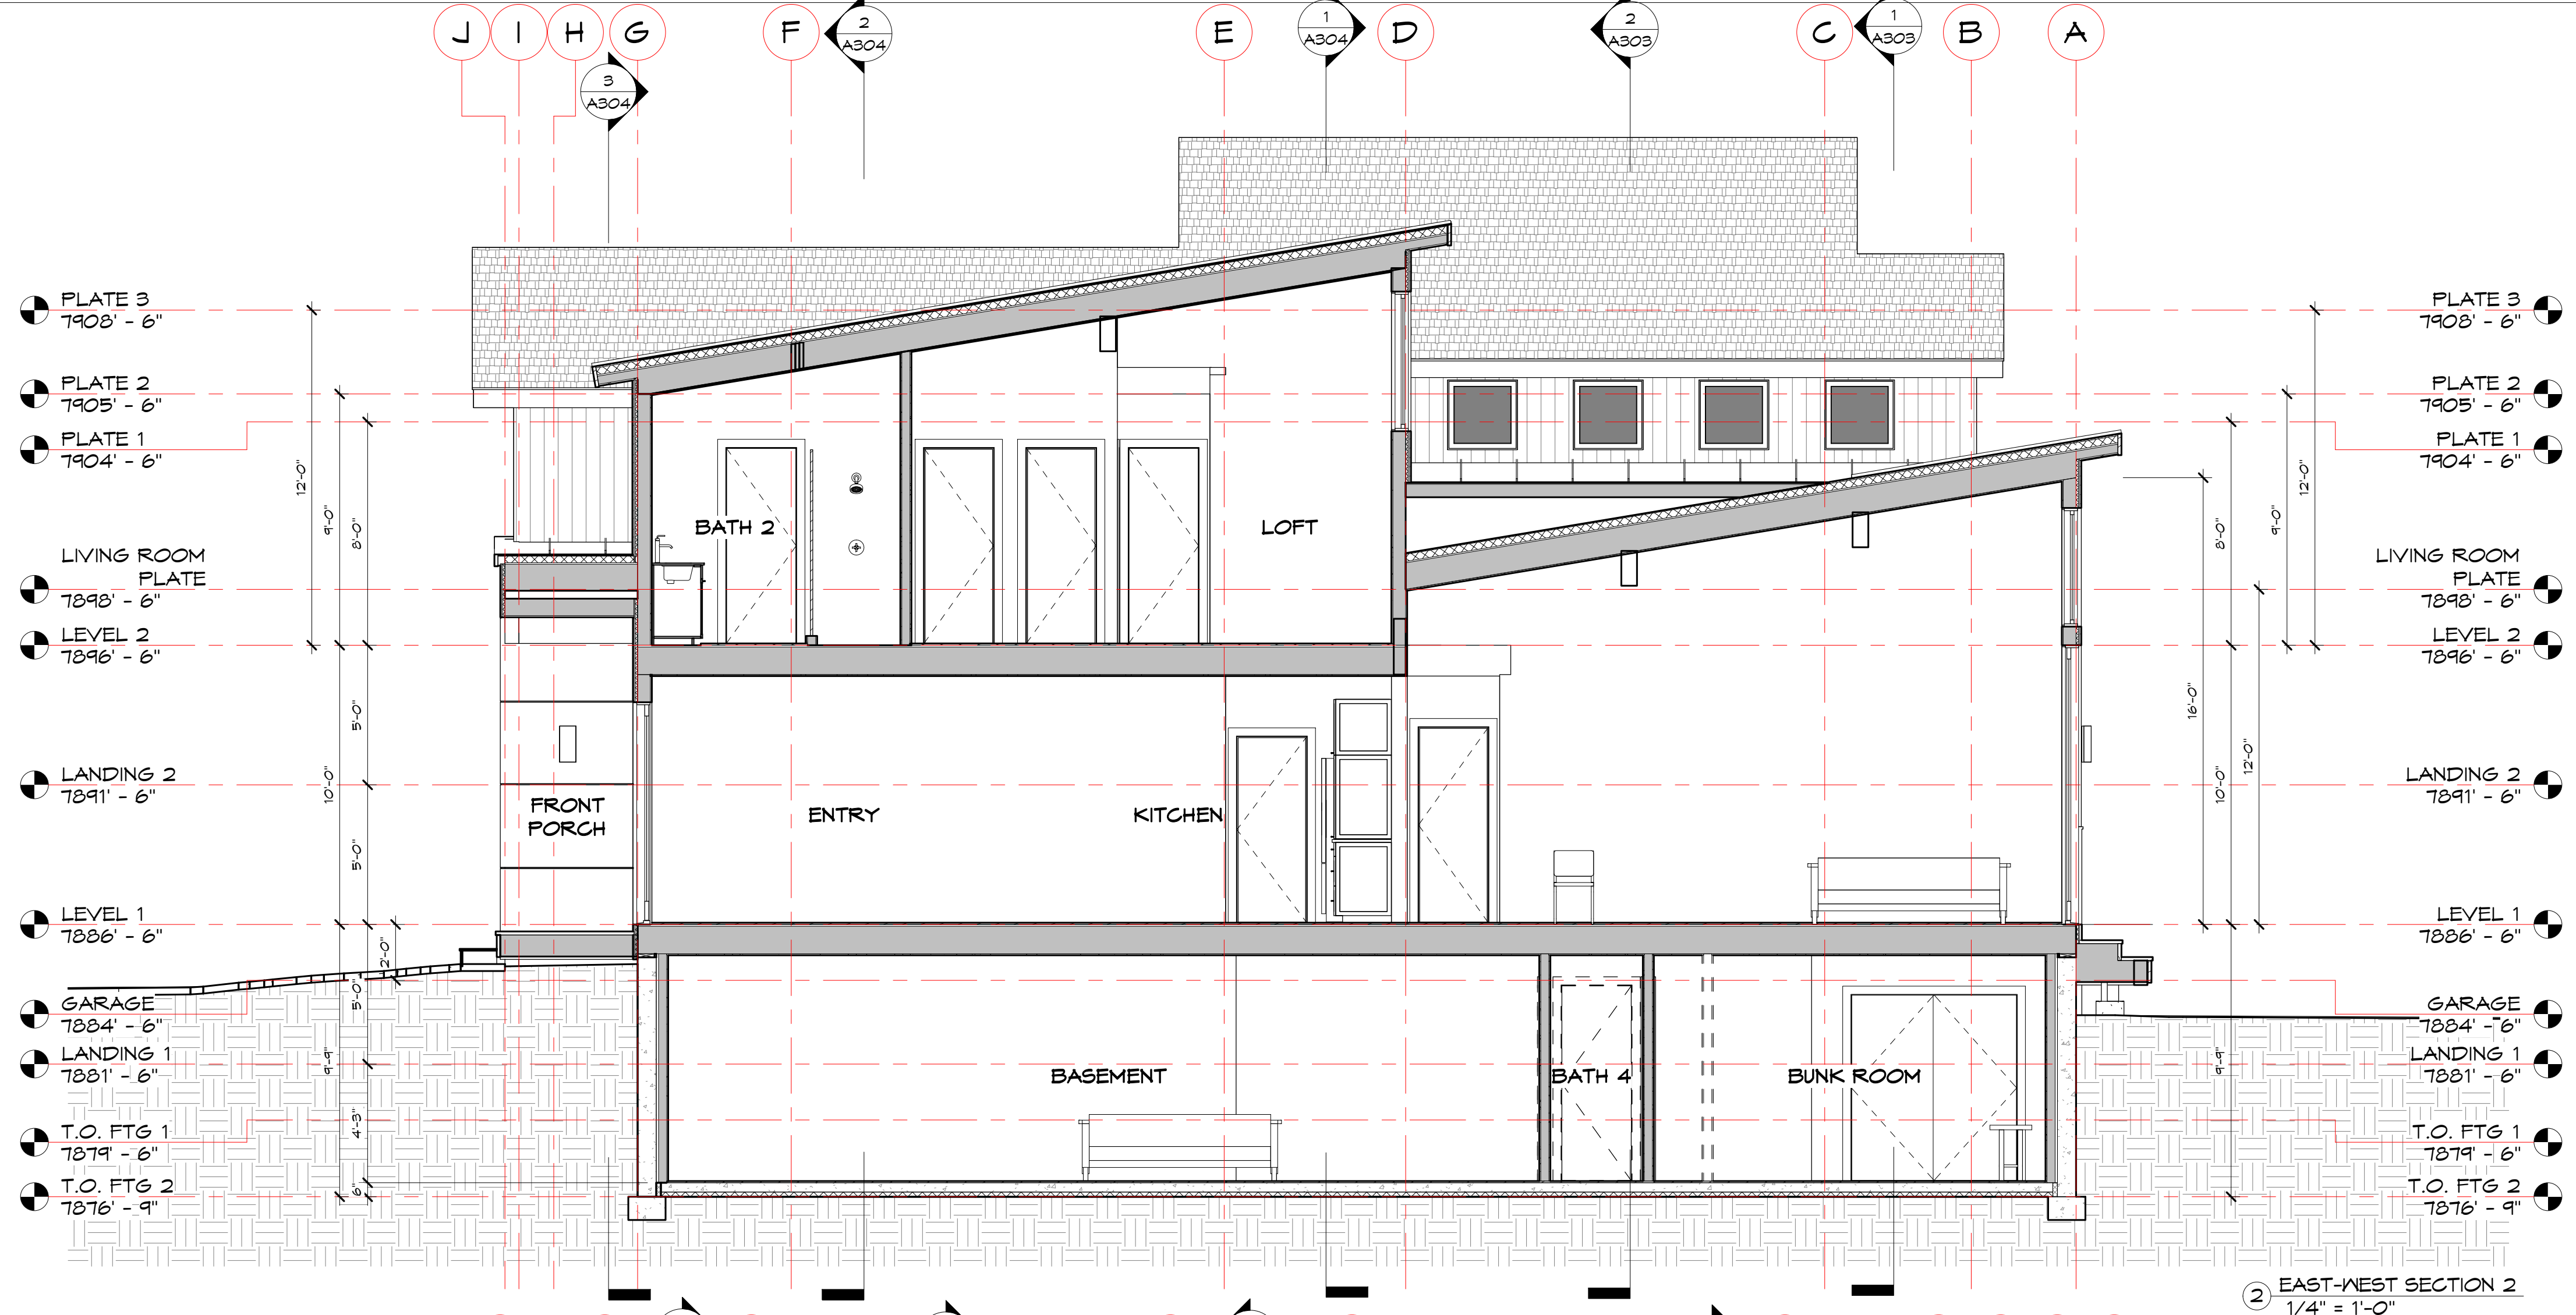 J I H G F 2 E 1 D 2 C 1 B A
A304 A304 A303 A303
3
A304
PLATE 3
7908' - 6"
PLATE 2
7905' - 6"
PLATE 1
7904' - 6"
LIVING ROOM
PLATE
7898' - 6"
LEVEL 2
7896' - 6"
LANDING 2
7891' - 6"
LEVEL 1
7886' - 6"
GARAGE
7884' - 6"
LANDING 1
7881' - 6"
T.O. FTG 1
7879' - 6"
T.O. FTG 2
7876' - 9"
12'-0"
9'-0"
8'-0"
5'-0"
10'-0"
5'-0"
2'-0"
5'-0"
9'-9"
4'-3"
6"
BATH 2
LOFT
FRONT
PORCH
ENTRY
KITCHEN
BASEMENT
BATH 4
BUNK ROOM
12'-0"
9'-0"
8'-0"
16'-0"
12'-0"
10'-0"
9'-9"
PLATE 3
7908' - 6"
PLATE 2
7905' - 6"
PLATE 1
7904' - 6"
LIVING ROOM
PLATE
7898' - 6"
LEVEL 2
7896' - 6"
LANDING 2
7891' - 6"
LEVEL 1
7886' - 6"
GARAGE
7884' - 6"
LANDING 1
7881' - 6"
T.O. FTG 1
7879' - 6"
T.O. FTG 2
7876' - 9"
2 EAST-WEST SECTION 2
1/4" = 1'-0"